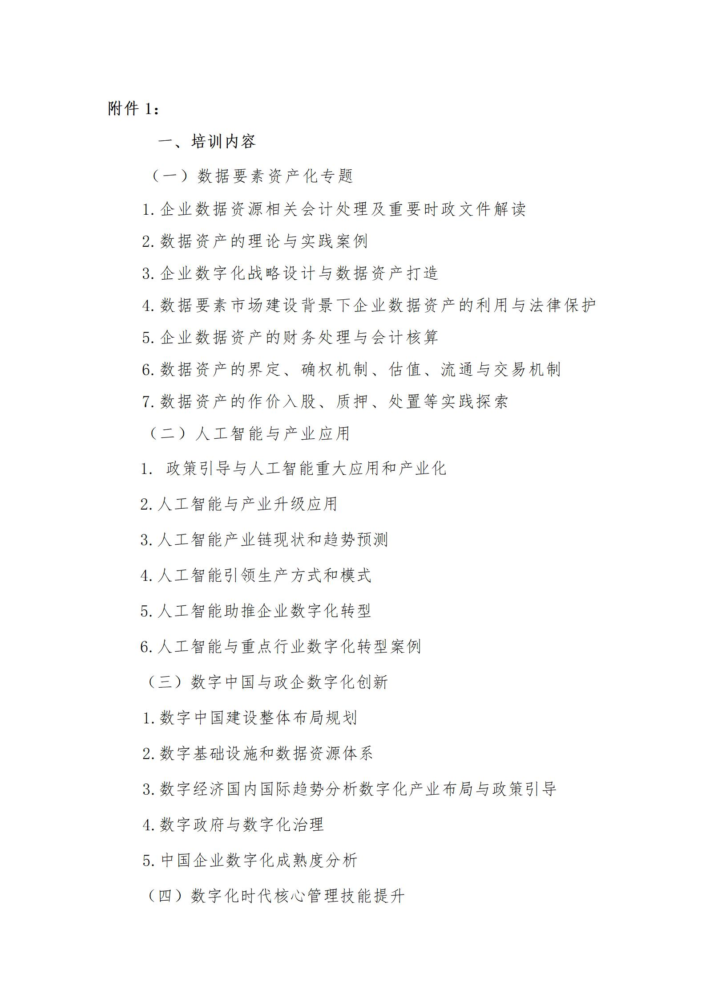 附件 1：
一、培训内容
（一）数据要素资产化专题
1.企业数据资源相关会计处理及重要时政文件解读
2.数据资产的理论与实践案例
3.企业数字化战略设计与数据资产打造
4.数据要素市场建设背景下企业数据资产的利用与法律保护
5.企业数据资产的财务处理与会计核算
6.数据资产的界定、确权机制、估值、流通与交易机制
7.数据资产的作价入股、质押、处置等实践探索
（二）人工智能与产业应用
1. 政策引导与人工智能重大应用和产业化
2.人工智能与产业升级应用
3.人工智能产业链现状和趋势预测
4.人工智能引领生产方式和模式
5.人工智能助推企业数字化转型
6.人工智能与重点行业数字化转型案例
（三）数字中国与政企数字化创新
1.数字中国建设整体布局规划
2.数字基础设施和数据资源体系
3.数字经济国内国际趋势分析数字化产业布局与政策引导
4.数字政府与数字化治理
5.中国企业数字化成熟度分析
（四）数字化时代核心管理技能提升